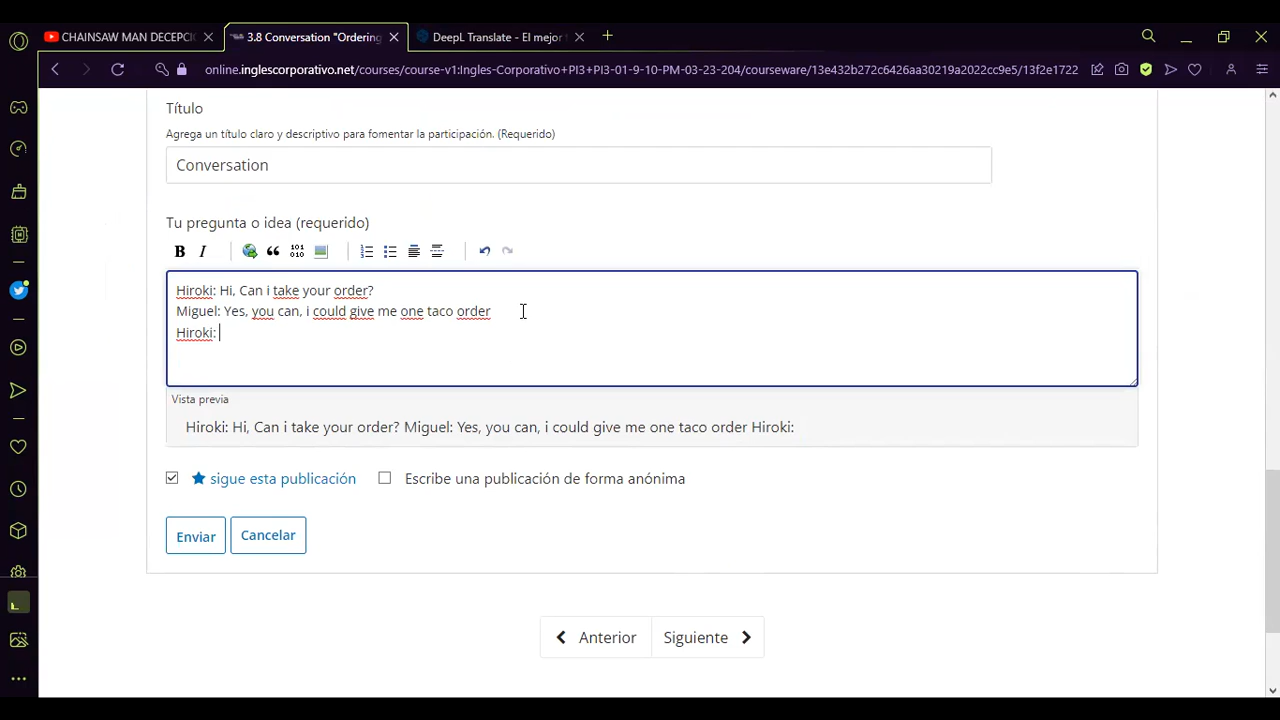 CHAINSAW MAN DECEPCI
3.8 Conversation "Ordering
DeepL Translate - El mejor
online.inglescorporativo.net/courses/course-v1:Ingles-Corporativo+PI3+PI3-01-9-10-PM-03-23-204/courseware/13e432b272c6426aa30219a2022cc9e5/13f2e1722
Título
Agrega un título claro y descriptivo para fomentar la participación. (Requerido)
Conversation
Tu pregunta o idea (requerido)
B I
101
010
Hiroki: Hi, Can i take your order?
Miguel: Yes, you can, i could give me one taco order
Hiroki:
Vista previa
Hiroki: Hi, Can i take your order? Miguel: Yes, you can, i could give me one taco order Hiroki:
sigue esta publicación
Escribe una publicación de forma anónima
Enviar
Cancelar
Anterior
Siguiente